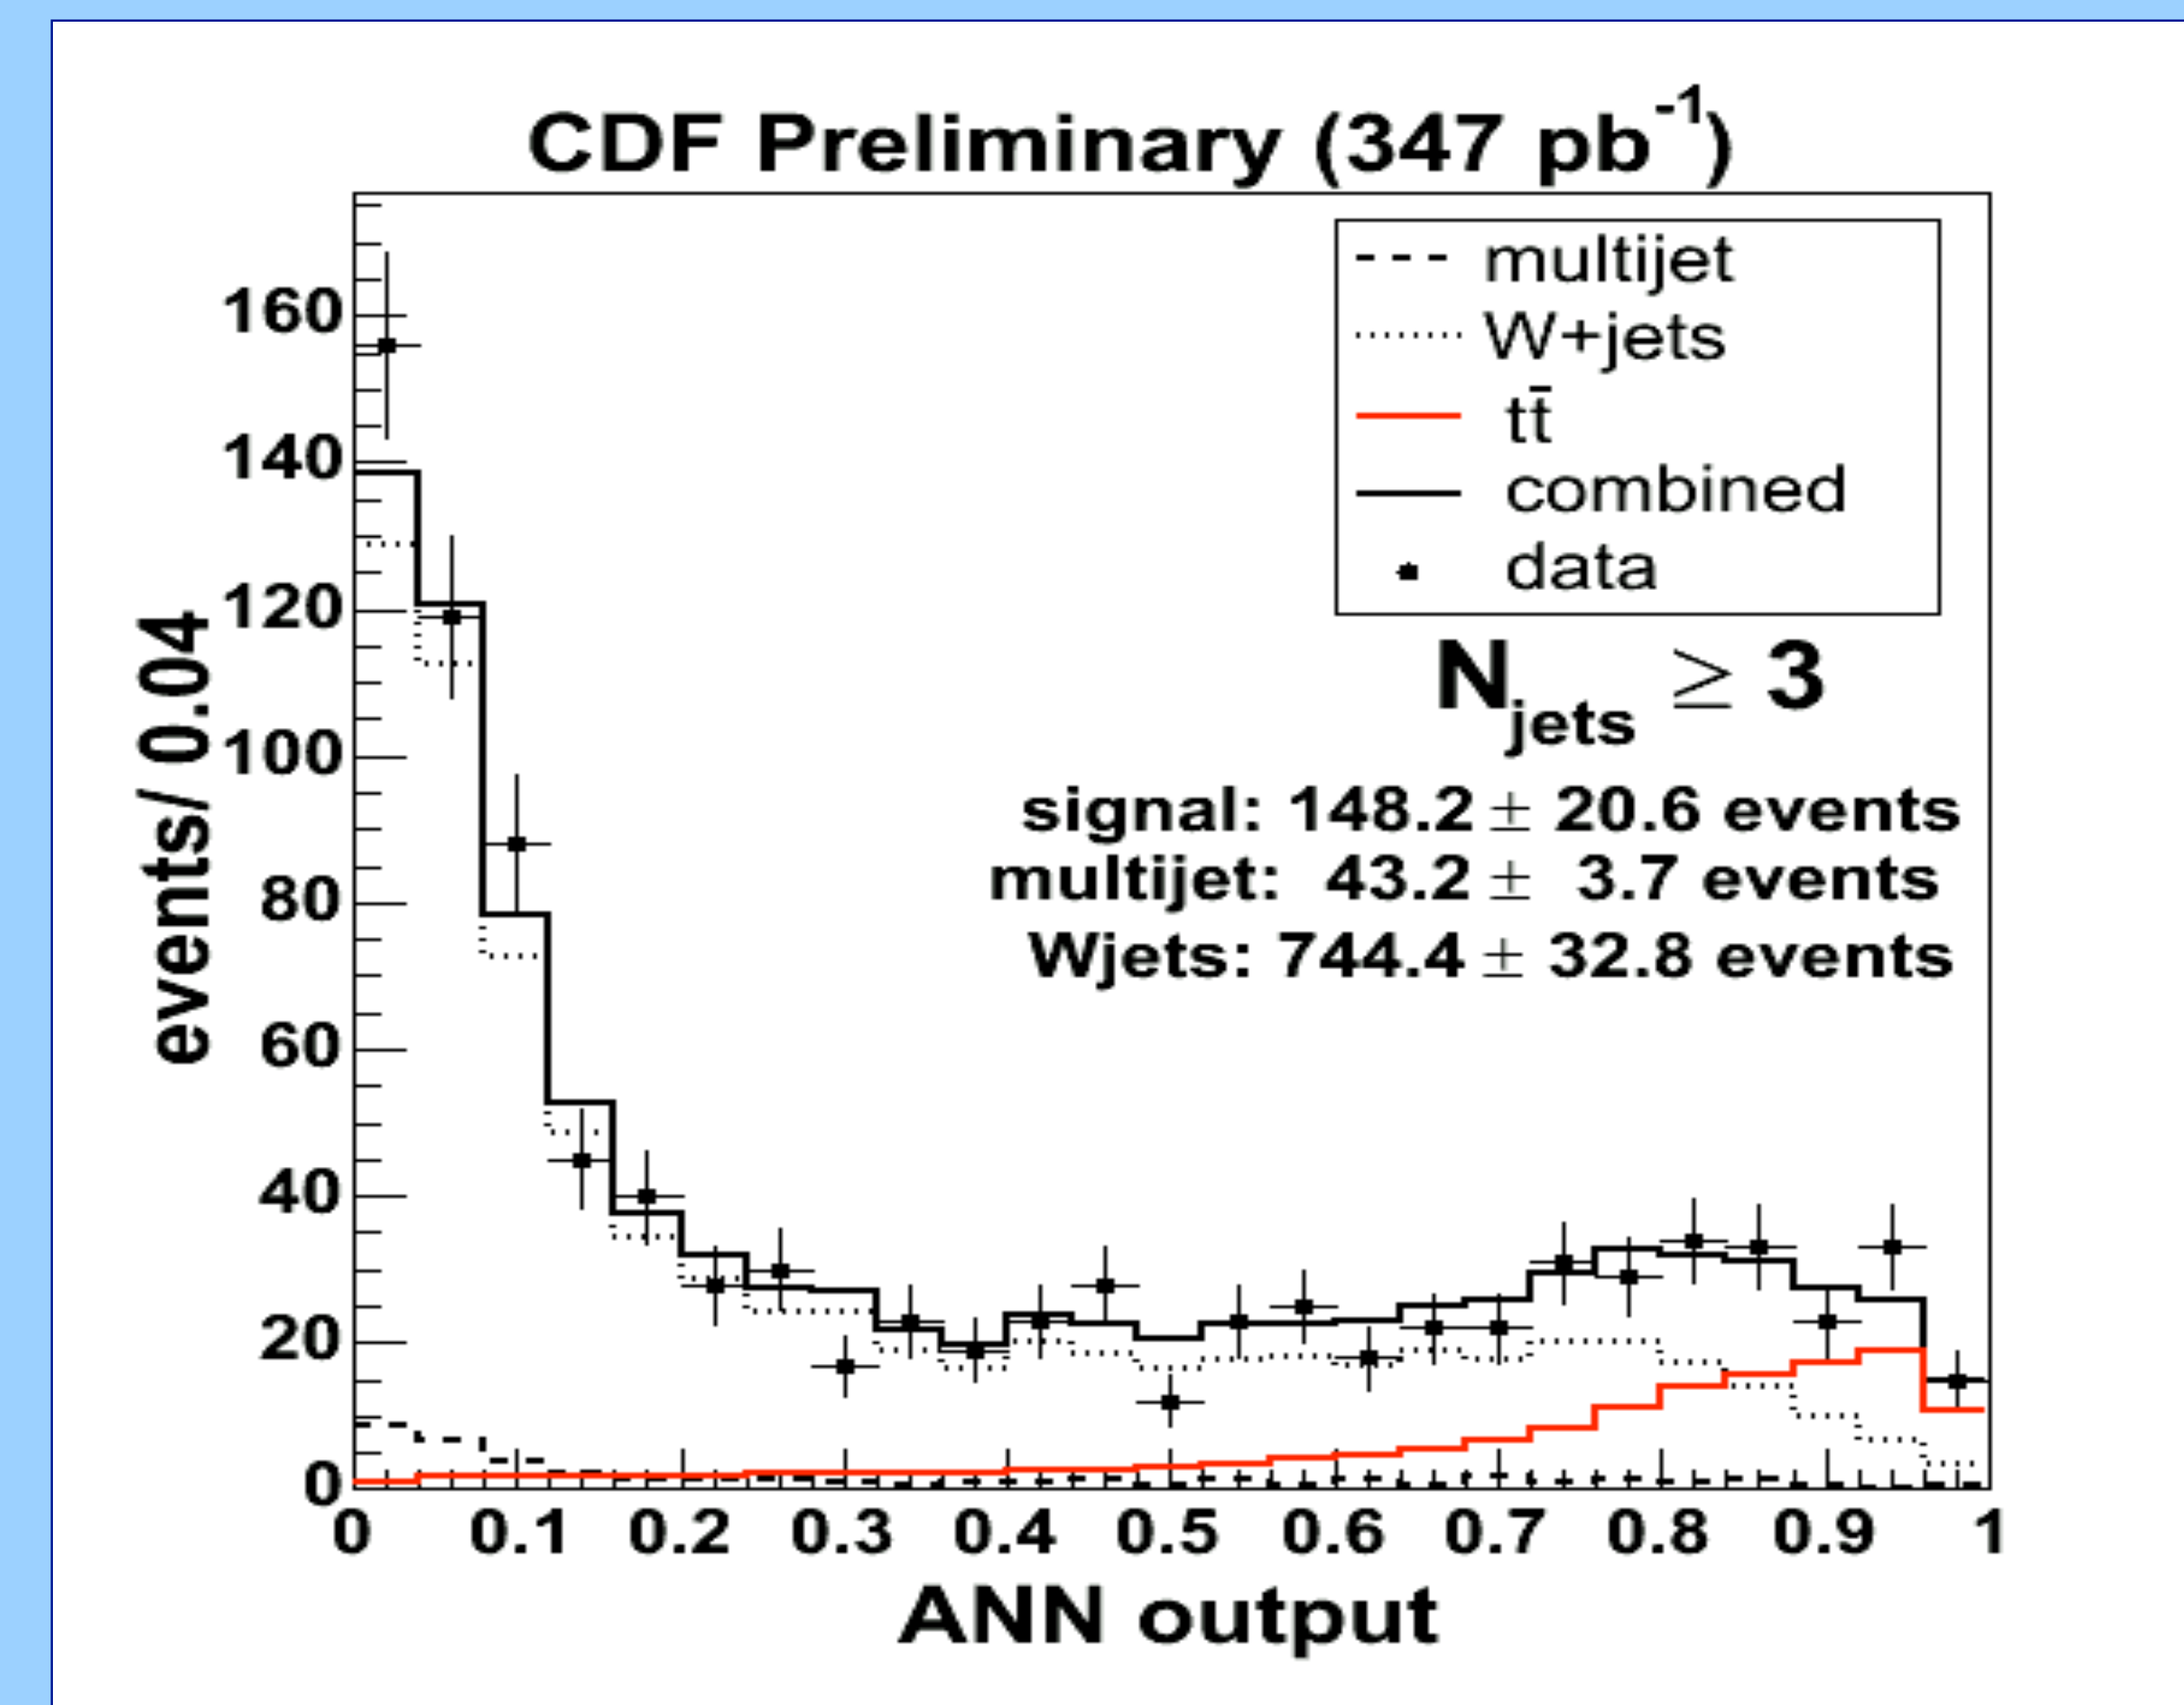 CDF Preliminary (347 pb⁻¹)
multijet
W+jets
tt̄
combined
data
N_jets ≥ 3
signal: 148.2 ± 20.6 events
multijet: 43.2 ± 3.7 events
Wjets: 744.4 ± 32.8 events
events/ 0.04
160
140
120
100
80
60
40
20
0
0 0.1 0.2 0.3 0.4 0.5 0.6 0.7 0.8 0.9 1
ANN output